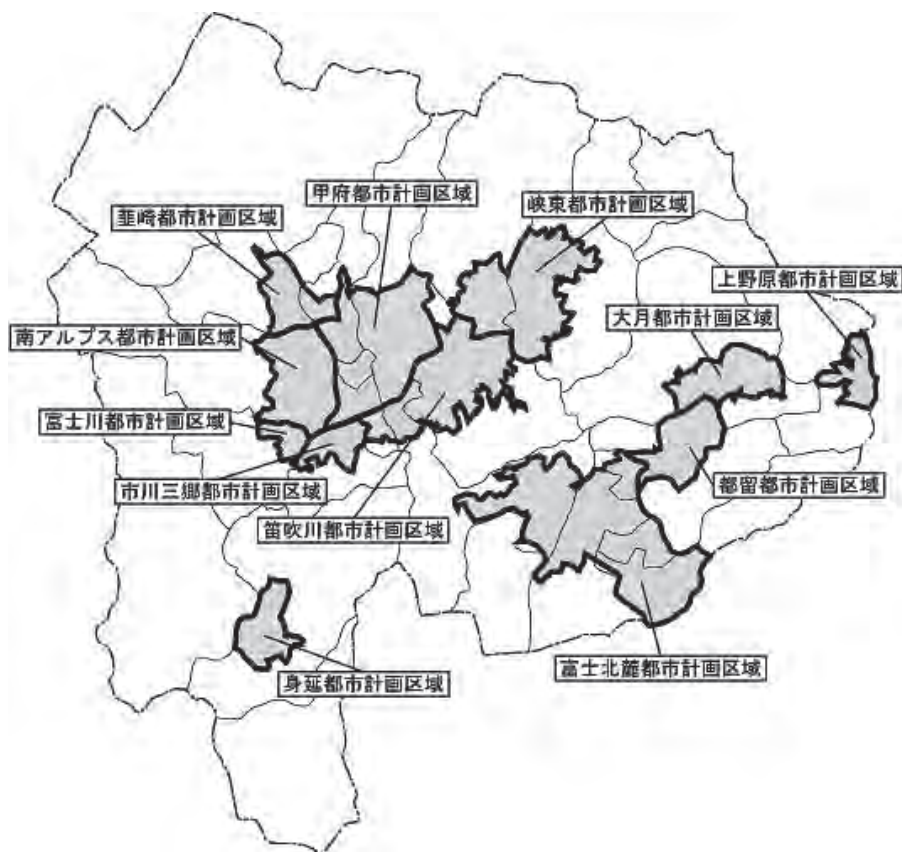 甲府都市計画区域
峡東都市計画区域
韮崎都市計画区域
上野原都市計画区域
大月都市計画区域
南アルプス都市計画区域
富士川都市計画区域
市川三郷都市計画区域
都留都市計画区域
笛吹川都市計画区域
富士北麓都市計画区域
身延都市計画区域